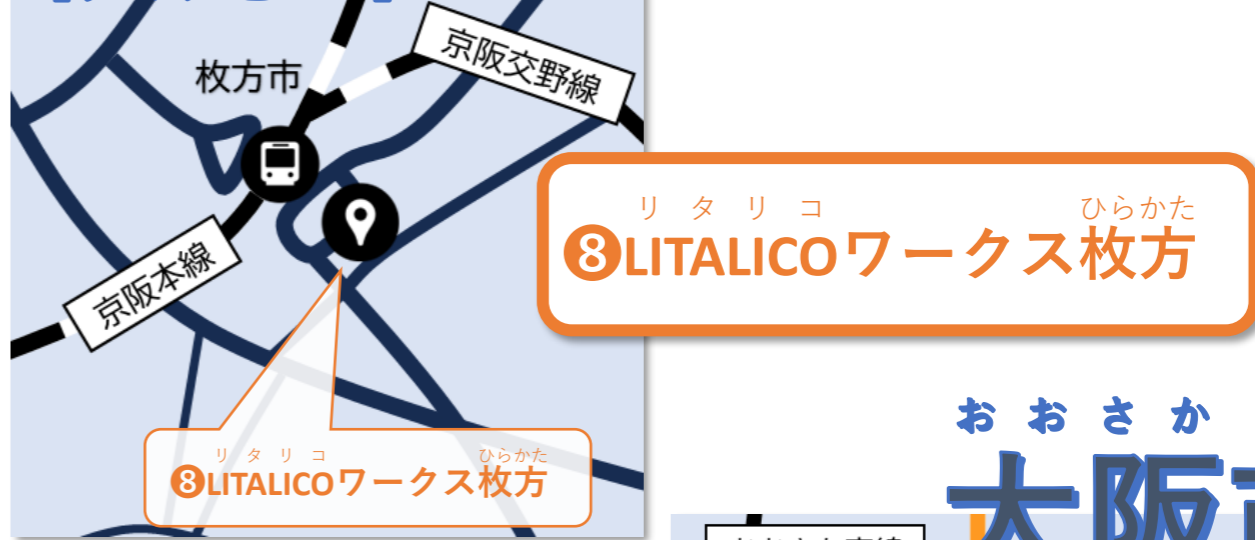 枚方市
京阪交野線
京阪本線
リタリコ ひらかた
❽LITALICOワークス枚方
リタリコ ひらかた
❽LITALICOワークス枚方
おおさか
大阪